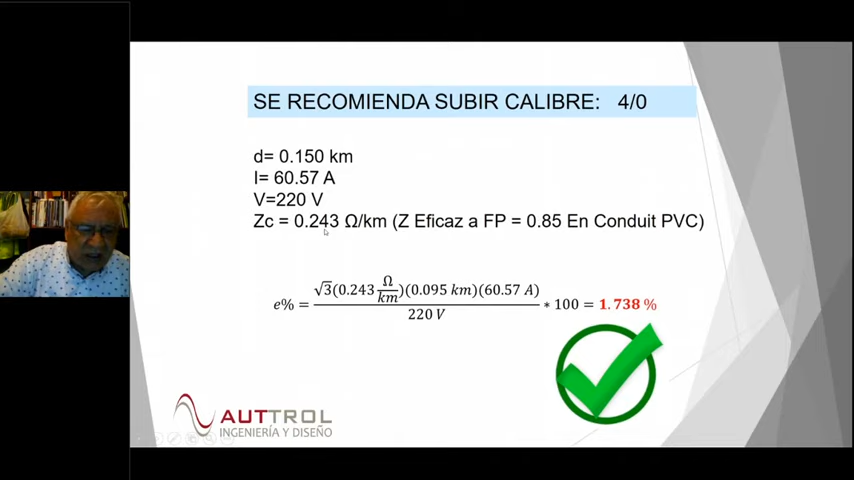 SE RECOMIENDA SUBIR CALIBRE: 4/0
d= 0.150 km
I= 60.57 A
V=220 V
Zc = 0.243 Ω/km (Z Eficaz a FP = 0.85 En Conduit PVC)
e% = √3(0.243 Ω/km)(0.095 km)(60.57 A) / 220 V * 100 = 1.738 %
AUTTROL
INGENIERÍA Y DISEÑO